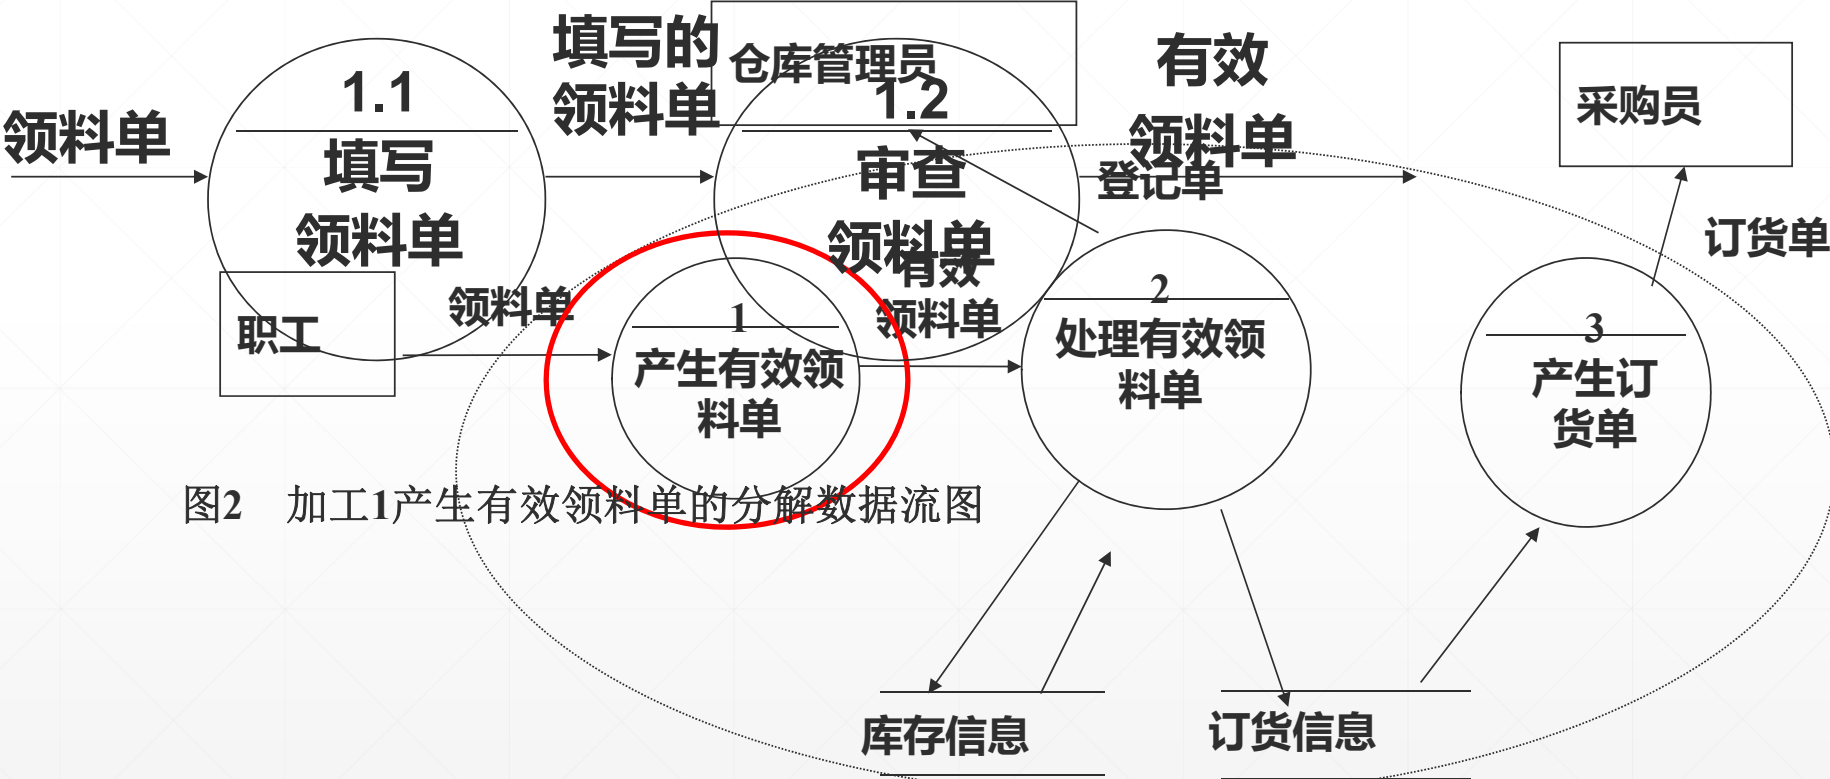 填写的
领料单
仓库管理员
有效
领料单
采购员
1.1
填写
领料单
1.2
审查
领料单
领料单
登记单
订货单
职工
领料单
有效
领料单
1
产生有效领
料单
2
处理有效领
料单
3
产生订
货单
图2 加工1产生有效领料单的分解数据流图
库存信息
订货信息